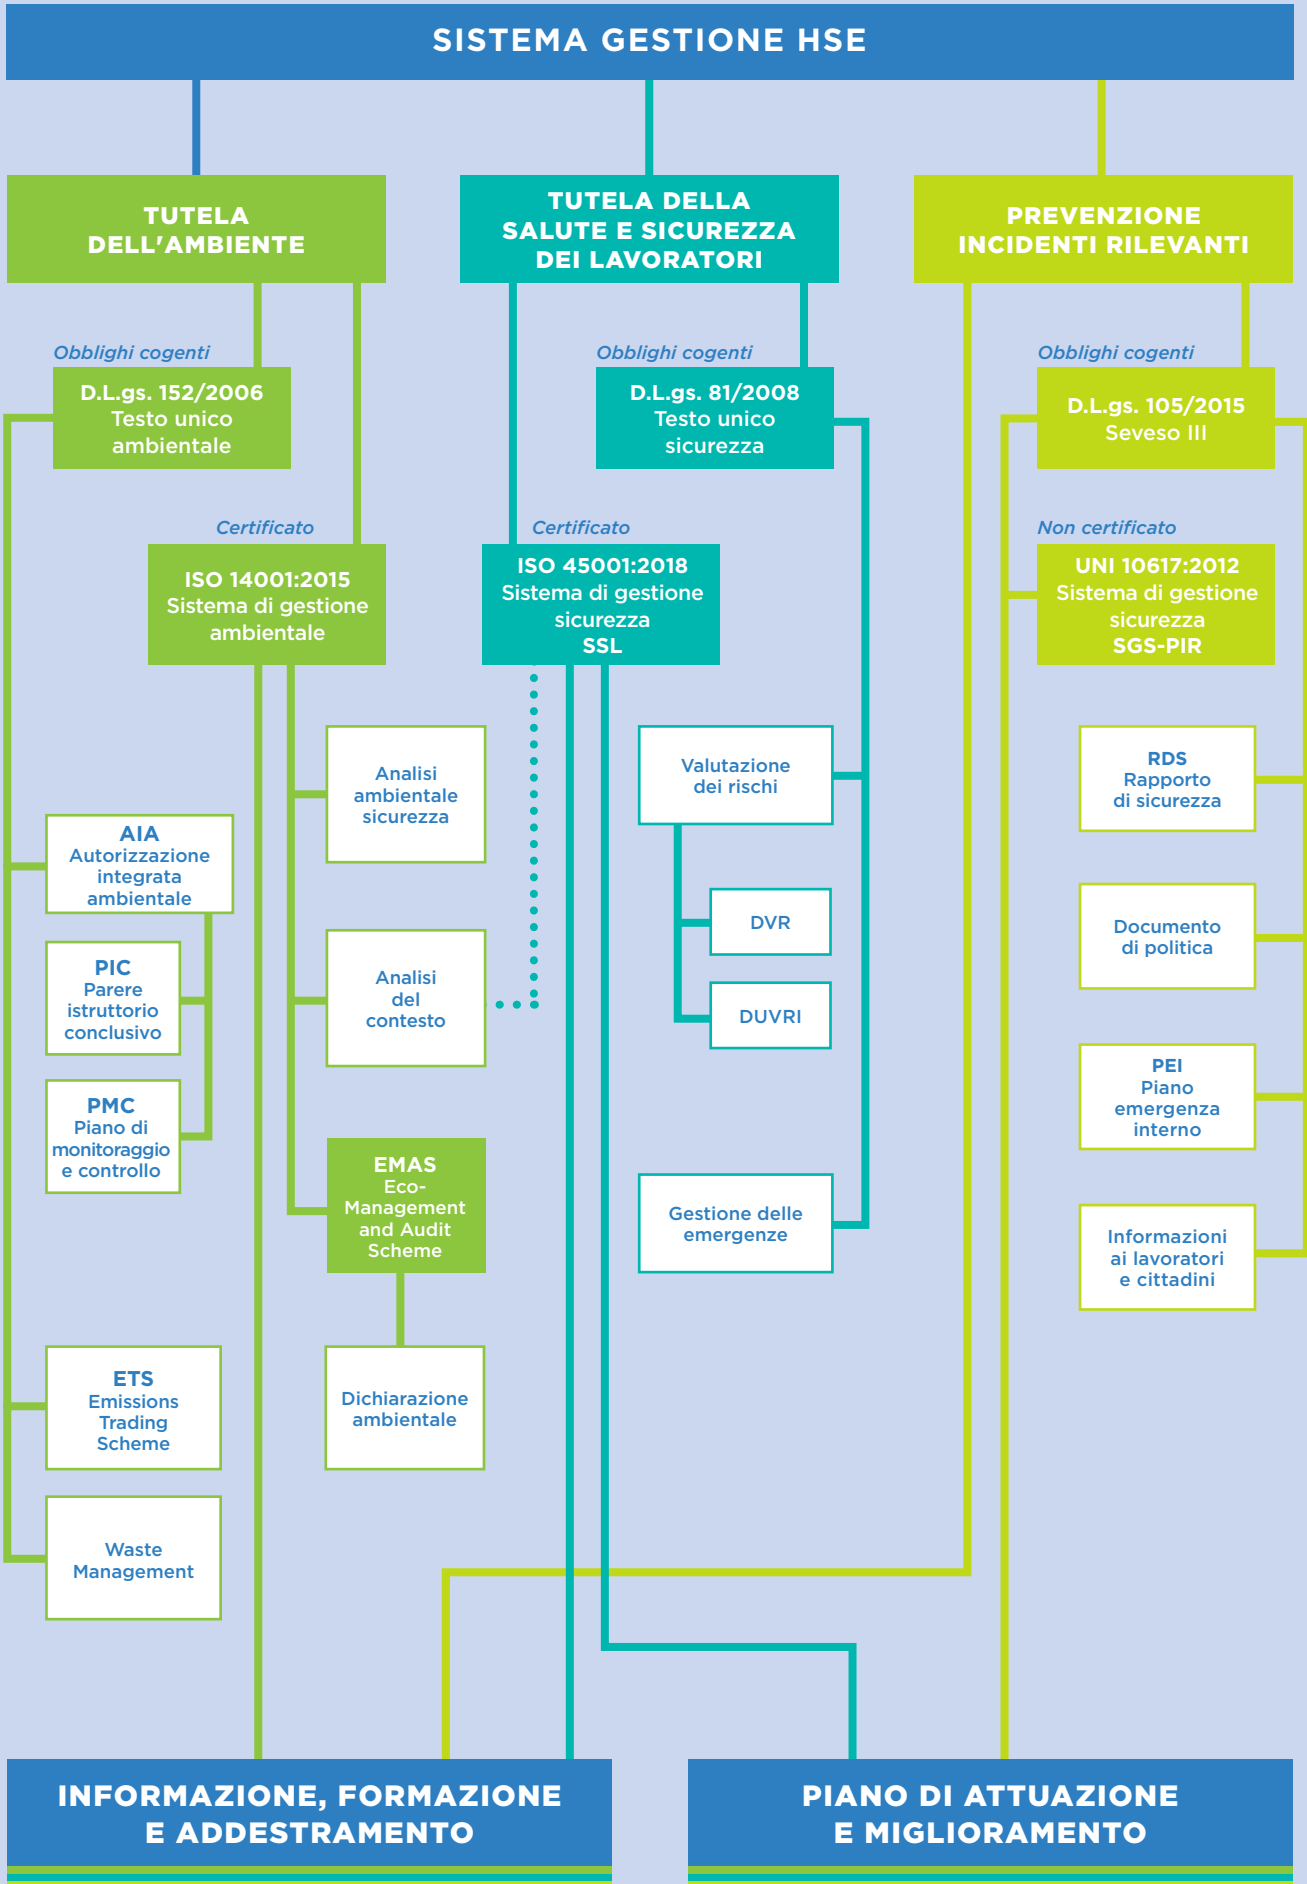 SISTEMA GESTIONE HSE
TUTELA
DELL'AMBIENTE
Obblighi cogenti
D.L.gs. 152/2006
Testo unico
ambientale
Certificato
ISO 14001:2015
Sistema di gestione
ambientale
AIA
Autorizzazione
integrata
ambientale
PIC
Parere
istruttorio
conclusivo
PMC
Piano di
monitoraggio
e controllo
ETS
Emissions
Trading
Scheme
Waste
Management
Analisi
ambientale
sicurezza
Analisi
del
contesto
EMAS
Eco-
Management
and Audit
Scheme
Dichiarazione
ambientale
TUTELA DELLA
SALUTE E SICUREZZA
DEI LAVORATORI
Obblighi cogenti
D.L.gs. 81/2008
Testo unico
sicurezza
Certificato
ISO 45001:2018
Sistema di gestione
sicurezza
SSL
Valutazione
dei rischi
DVR
DUVRI
Gestione delle
emergenze
PREVENZIONE
INCIDENTI RILEVANTI
Obblighi cogenti
D.L.gs. 105/2015
Seveso III
Non certificato
UNI 10617:2012
Sistema di gestione
sicurezza
SGS-PIR
RDS
Rapporto
di sicurezza
Documento
di politica
PEI
Piano
emergenza
interno
Informazioni
ai lavoratori
e cittadini
INFORMAZIONE, FORMAZIONE
E ADDESTRAMENTO
PIANO DI ATTUAZIONE
E MIGLIORAMENTO